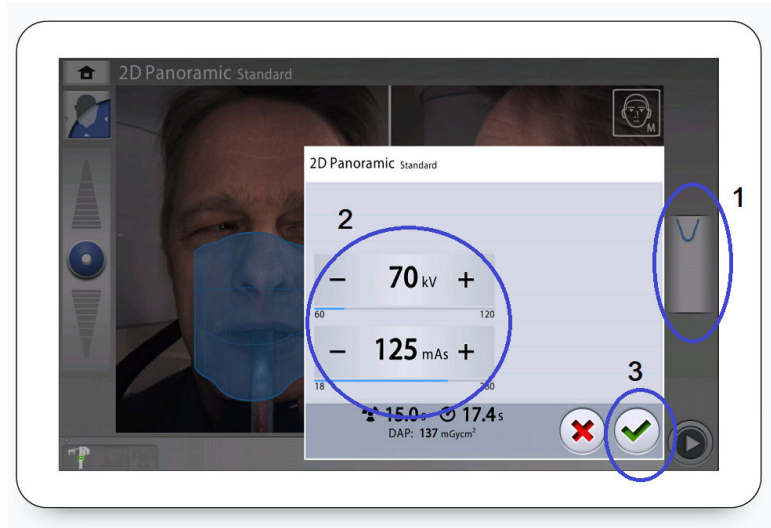 2D Panoramic Standard
M
2D Panoramic Standard
1
2
− 70 kV +
60 120
− 125 mAs +
18
3
15.0 s 17.4 s
DAP: 137 mGycm²